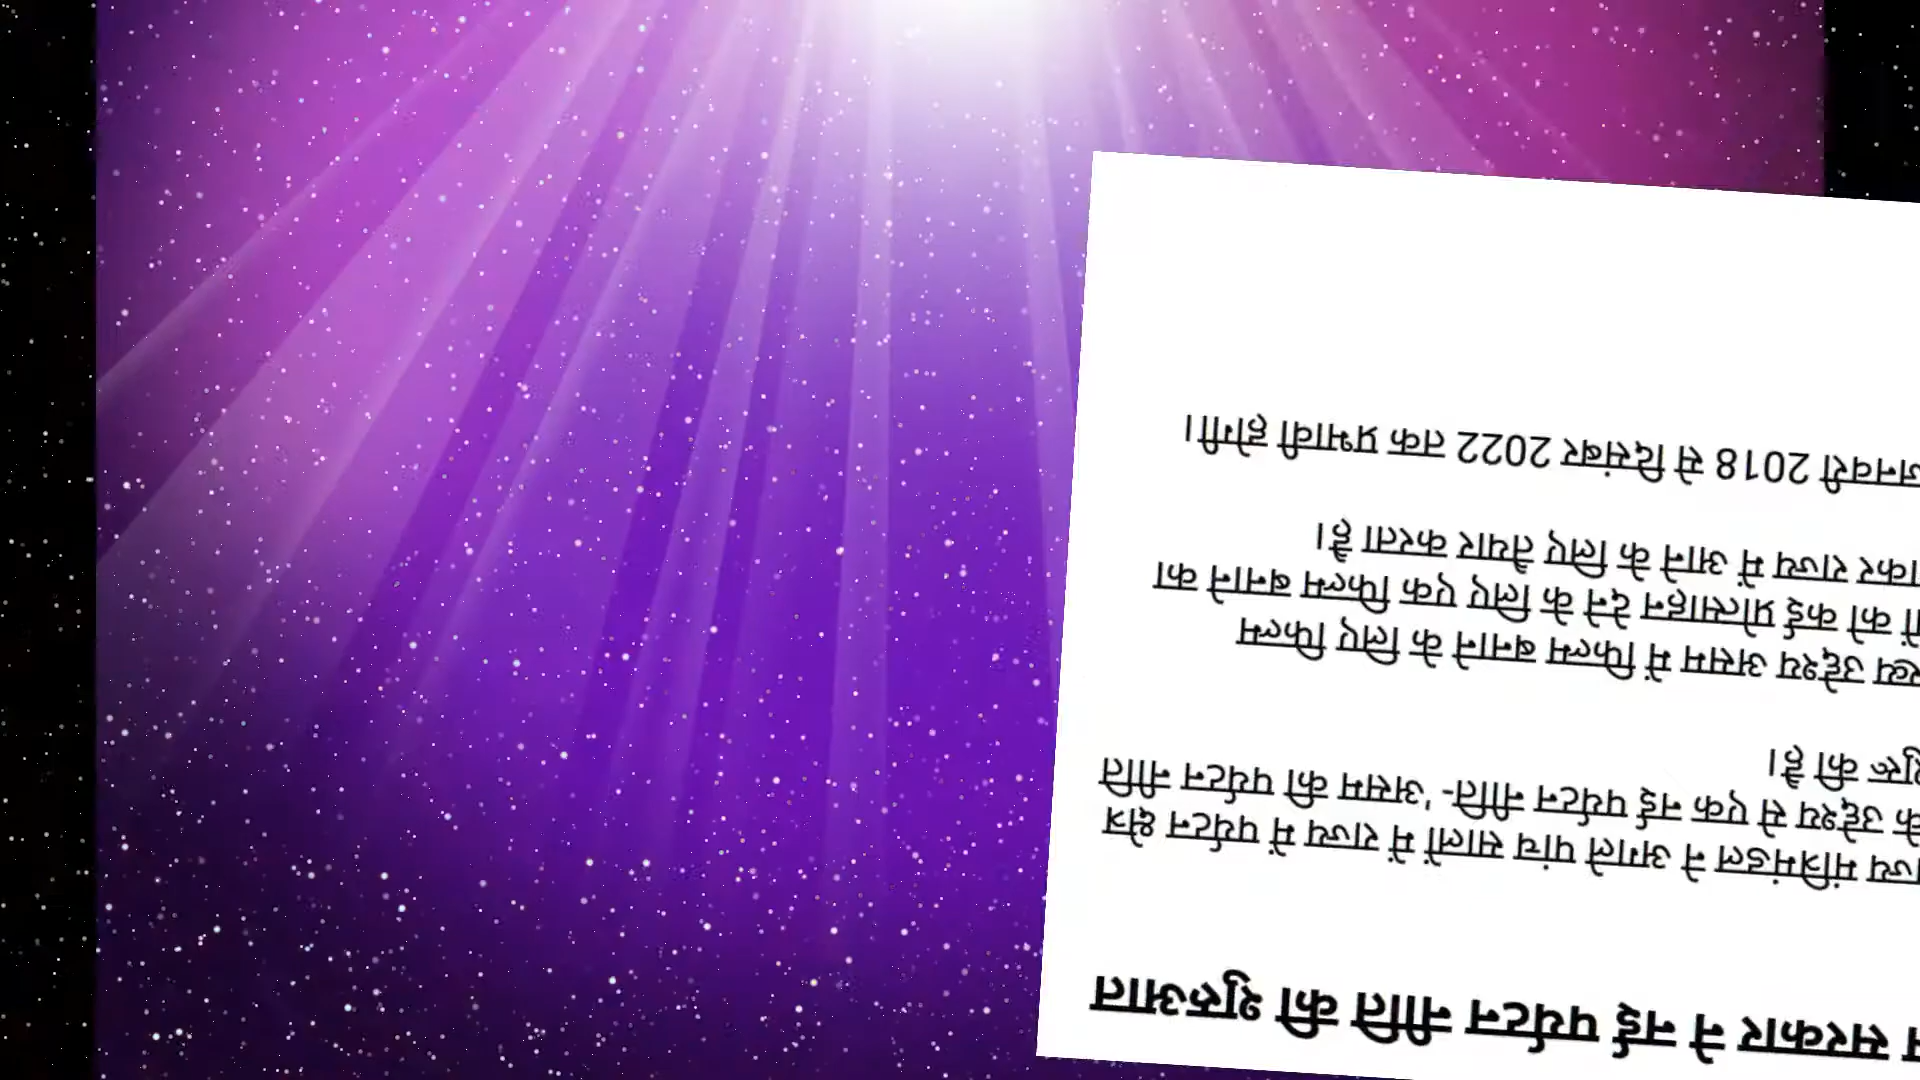 सरकार ने नई पर्यटन नीति की शुरुआत
मंत्रिमंडल ने अगले पांच सालों में राज्य में पर्यटन क्षेत्र
के उद्देश्य से एक नई पर्यटन नीति- 'असम की पर्यटन नीति
शुरू की है।
उद्देश्य असम में फिल्म बनाने के लिए फिल्म
को कई प्रोत्साहन देने के लिए एक फिल्म बनाने का
राज्य में आने के लिए तैयार करता है।
जनवरी 2018 से दिसंबर 2022 तक प्रभावी होगी।